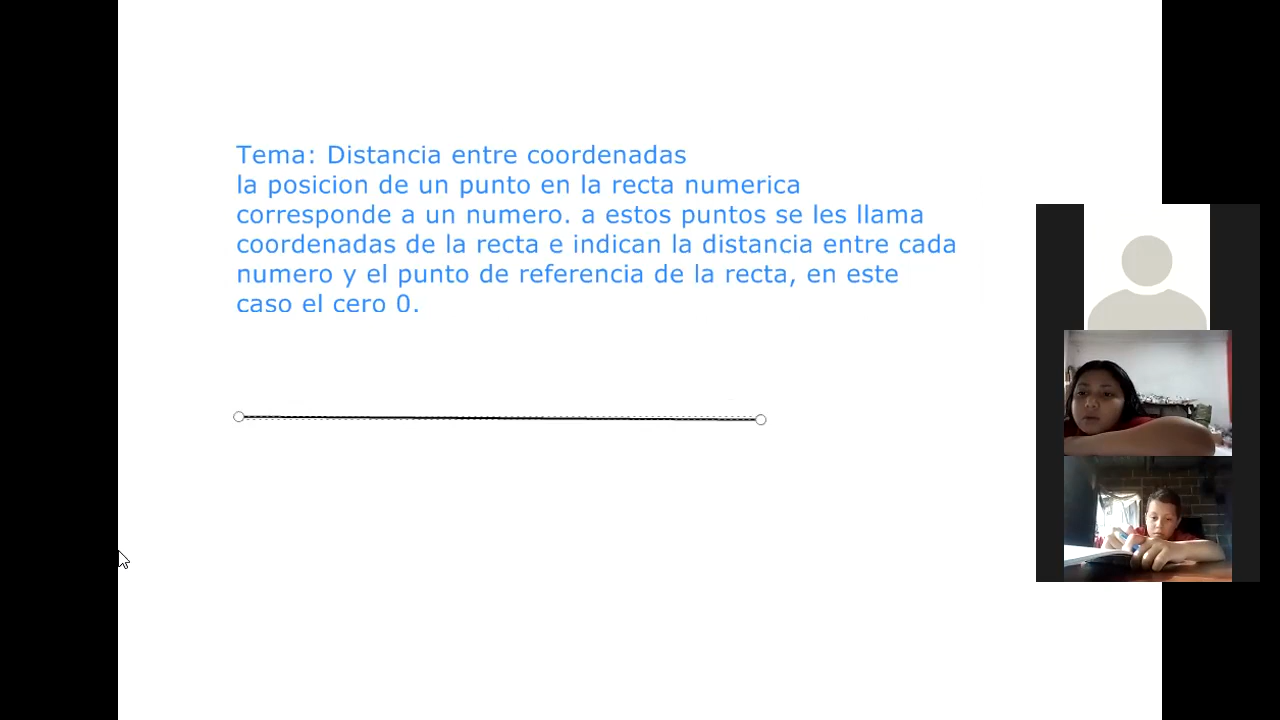 Tema: Distancia entre coordenadas
la posicion de un punto en la recta numerica
corresponde a un numero. a estos puntos se les llama
coordenadas de la recta e indican la distancia entre cada
numero y el punto de referencia de la recta, en este
caso el cero 0.